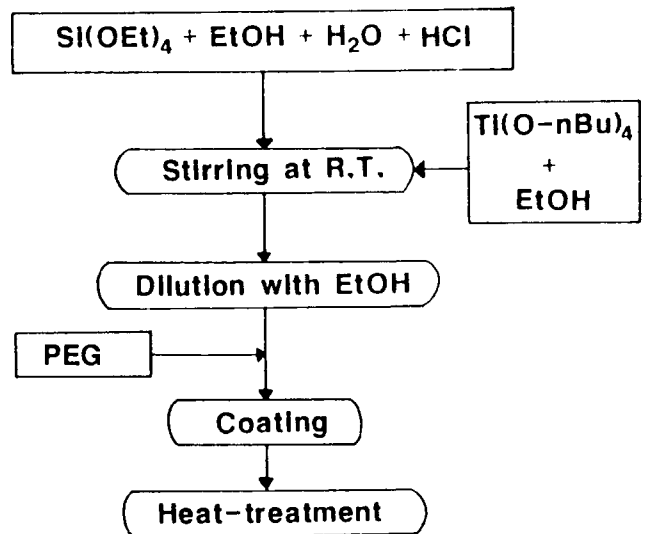 Si(OEt)₄ + EtOH + H₂O + HCl
Ti(O-nBu)₄
+
EtOH
Stirring at R.T.
Dilution with EtOH
PEG
Coating
Heat-treatment